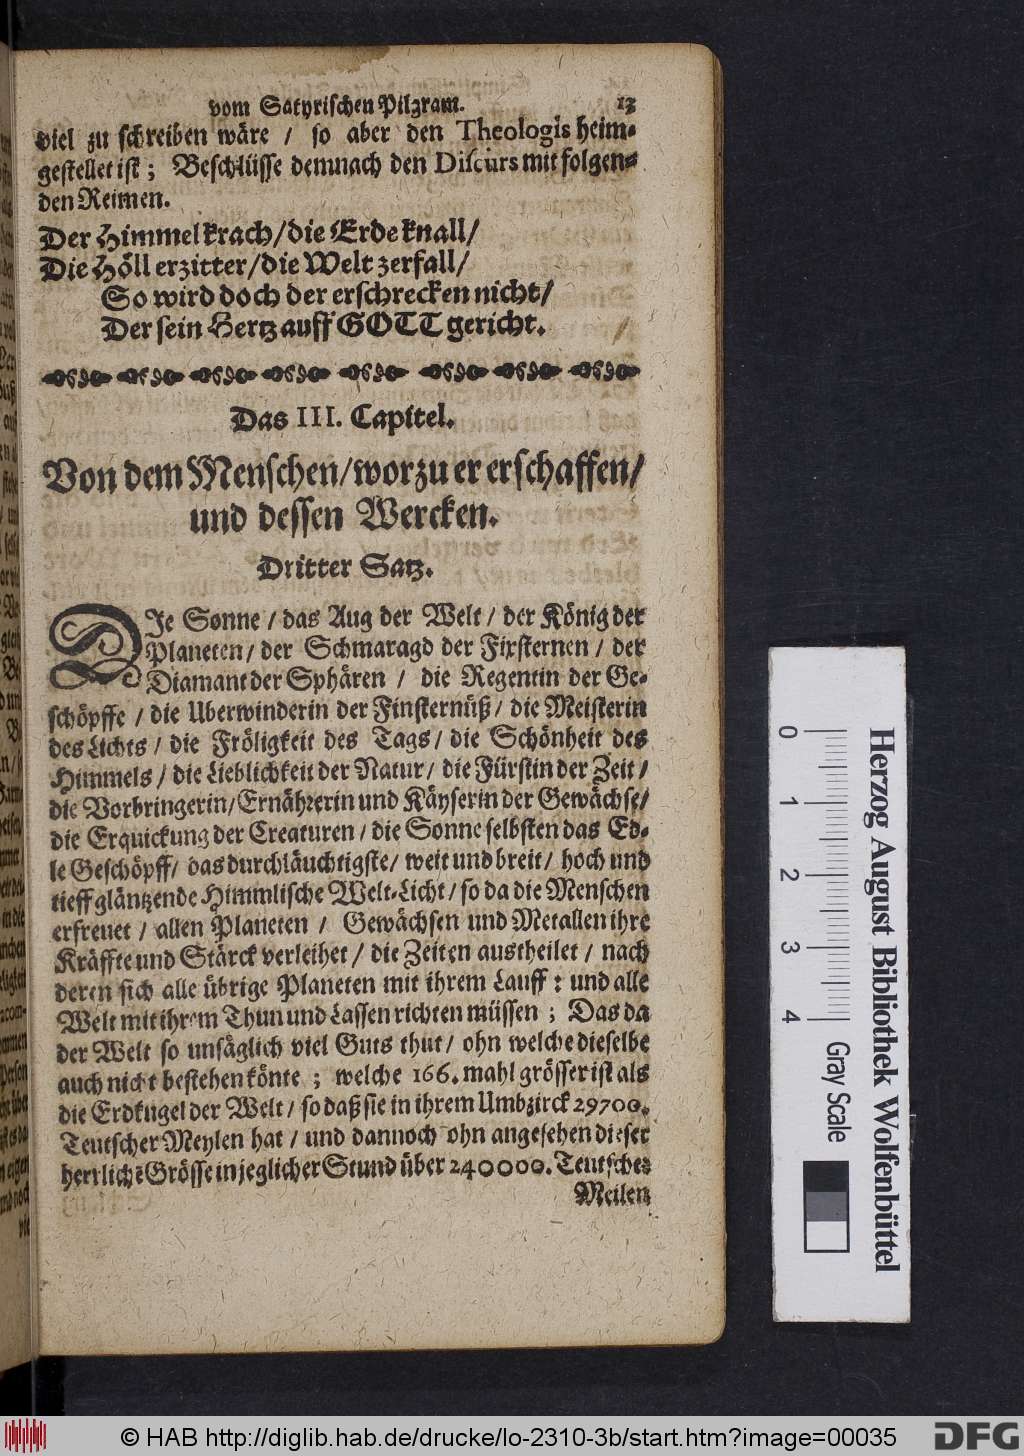 vom Satyrischen Pilgram. 13
viel zu schreiben wäre / so aber den Theologis heim-
gestellet ist ; Beschlüsse demnach den Discurs mit folgen-
den Reimen.
Der Himmel krach/die Erde knall/
Die Höll erzitter/die Welt zerfall/
So wird doch der erschrecken nicht/
Der sein Hertz auff GOTT gericht.
Das III. Capitel.
Von dem Menschen/worzu er erschaffen/
und dessen Wercken.
Dritter Satz.
DIe Sonne / das Aug der Welt / der König der
Planeten / der Schmaragd der Fixsternen / der
Diamant der Sphären / die Regentin der Ge-
schöpffe / die Uberwinderin der Finsternüß / die Meisterin
des Lichts / die Fröligkeit des Tags / die Schönheit des
Himmels / die Lieblichkeit der Natur / die Fürstin der Zeit /
die Vorbringerin/Ernährerin und Käyserin der Gewächse/
die Erquickung der Creaturen / die Sonne selbsten das Ed-
le Geschöpff/ das durchläuchtigste/ weit und breit/ hoch und
tieff gläntzende Himmlische Welt-Licht / so da die Menschen
erfreuet / allen Planeten / Gewächsen und Metallen ihre
Kräffte und Stärck verleihet / die Zeiten austheilet / nach
deren sich alle übrige Planeten mit ihrem Lauff : und alle
Welt mit ihrem Thun und Lassen richten müssen ; Das da
der Welt so unsäglich viel Guts thut / ohn welche dieselbe
auch nicht bestehen könte ; welche 166. mahl grösser ist als
die Erdkugel der Welt / so daß sie in ihrem Umbzirck 29700.
Teutscher Meylen hat / und dannoch ohn angesehen dieser
herrlichē Grösse in jeglicher Stund über 240000. Teutscher
Meilen
Herzog August Bibliothek Wolfenbüttel
0 1 2 3 4
Gray Scale
© HAB http://diglib.hab.de/drucke/lo-2310-3b/start.htm?image=00035
DFG